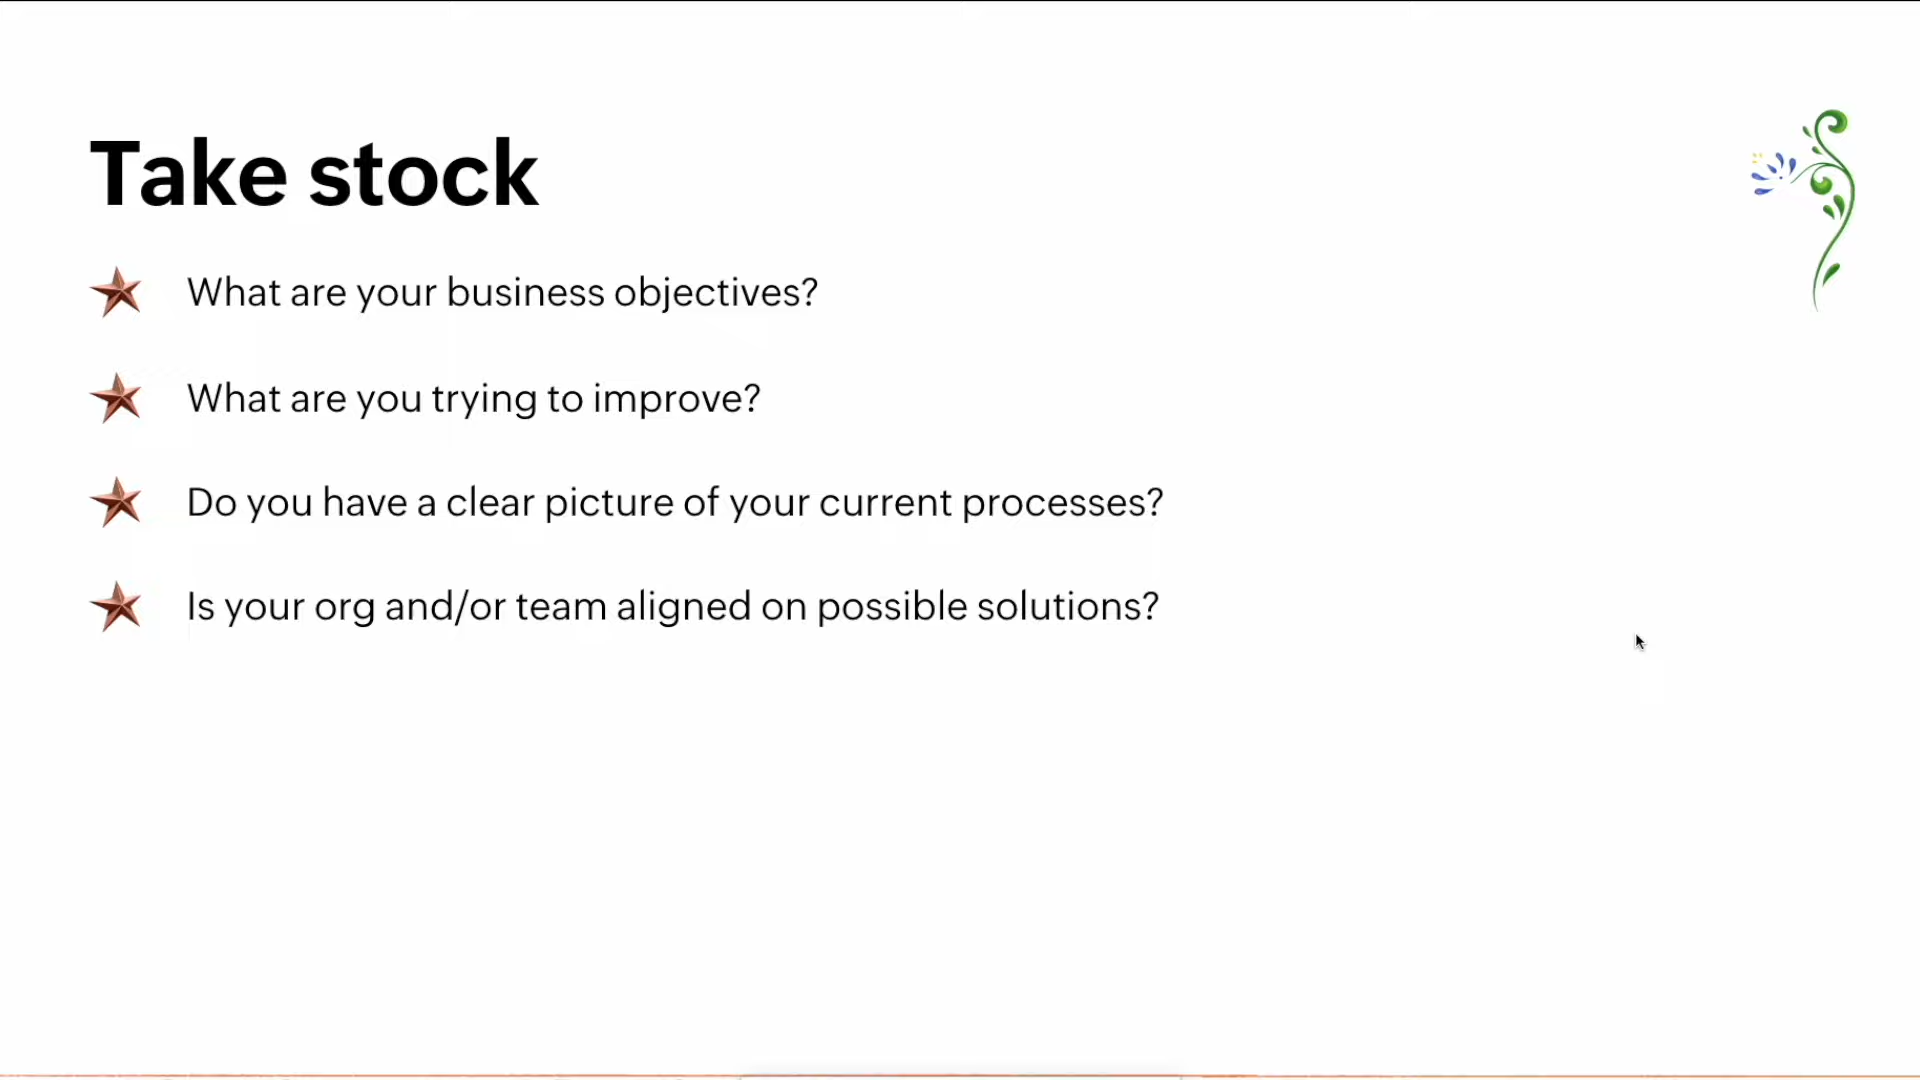 Take stock
What are your business objectives?
What are you trying to improve?
Do you have a clear picture of your current processes?
Is your org and/or team aligned on possible solutions?